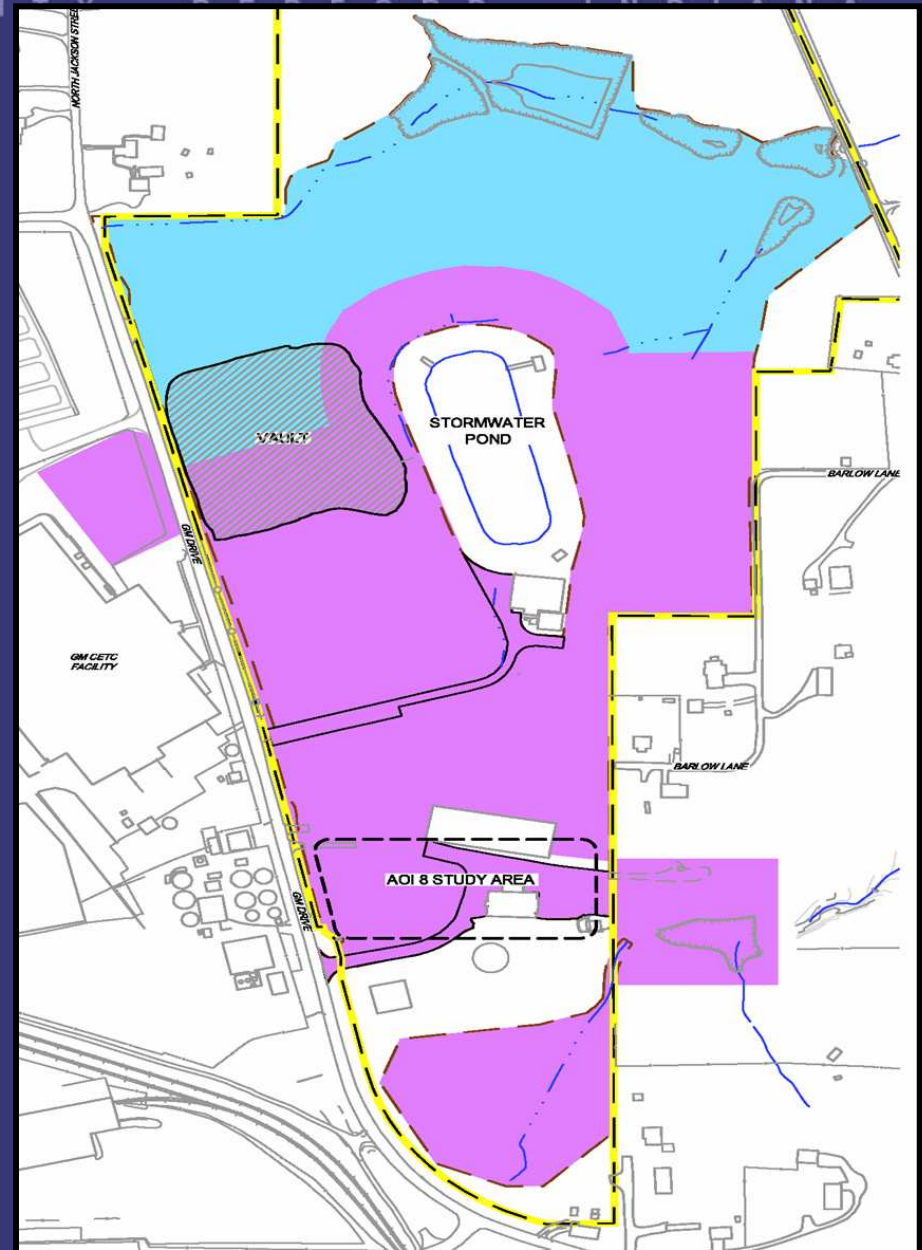 NORTH JACKSON STREET
VAULT
STORMWATER
POND
BARLOW LANE
GM DRIVE
GM CETC
FACILITY
BARLOW LANE
AOI 8 STUDY AREA
GM DRIVE